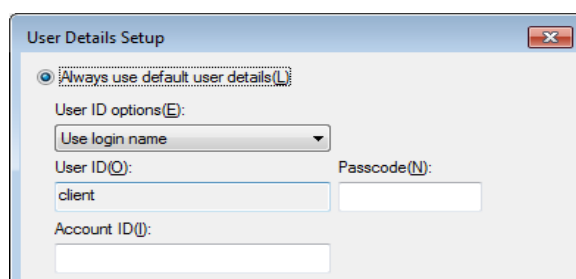 User Details Setup
Always use default user details(L)
User ID options(E):
Use login name
User ID(O): Passcode(N):
client
Account ID(I):